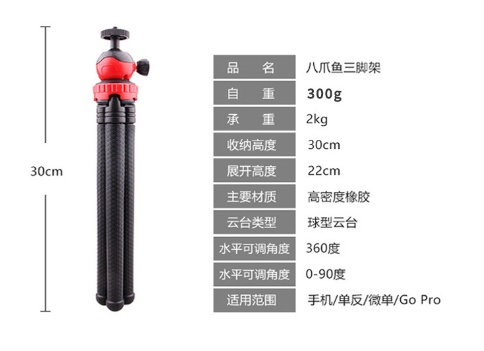 30cm
品 名 八爪鱼三脚架
自 重 300g
承 重 2kg
收纳高度 30cm
展开高度 22cm
主要材质 高密度橡胶
云台类型 球型云台
水平可调角度 360度
水平可调角度 0-90度
适用范围 手机/单反/微单/Go Pro